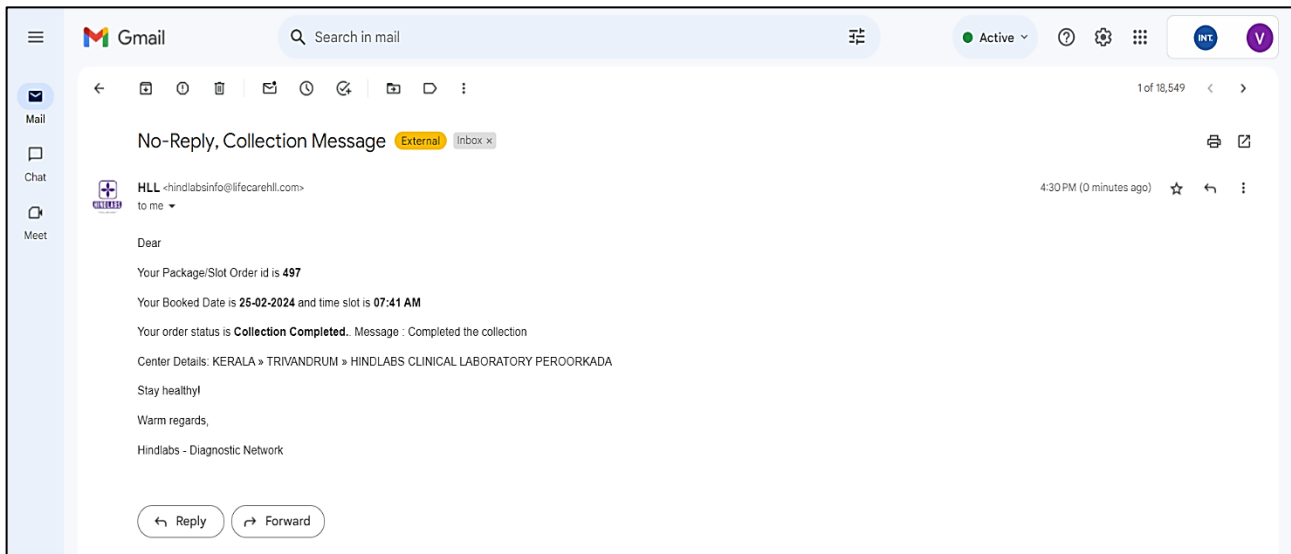 Gmail
Search in mail
Active
INT.
V
1 of 18,549
Mail
Chat
Meet
No-Reply, Collection Message External Inbox ×
HINDLABS
HLL <hindlabsinfo@lifecarehll.com>
4:30 PM (0 minutes ago)
to me
Dear
Your Package/Slot Order id is 497
Your Booked Date is 25-02-2024 and time slot is 07:41 AM
Your order status is Collection Completed.. Message : Completed the collection
Center Details: KERALA » TRIVANDRUM » HINDLABS CLINICAL LABORATORY PEROORKADA
Stay healthy!
Warm regards,
Hindlabs - Diagnostic Network
Reply
Forward